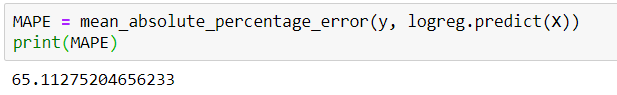 MAPE = mean_absolute_percentage_error(y, logreg.predict(X))
print(MAPE)
65.11275204656233